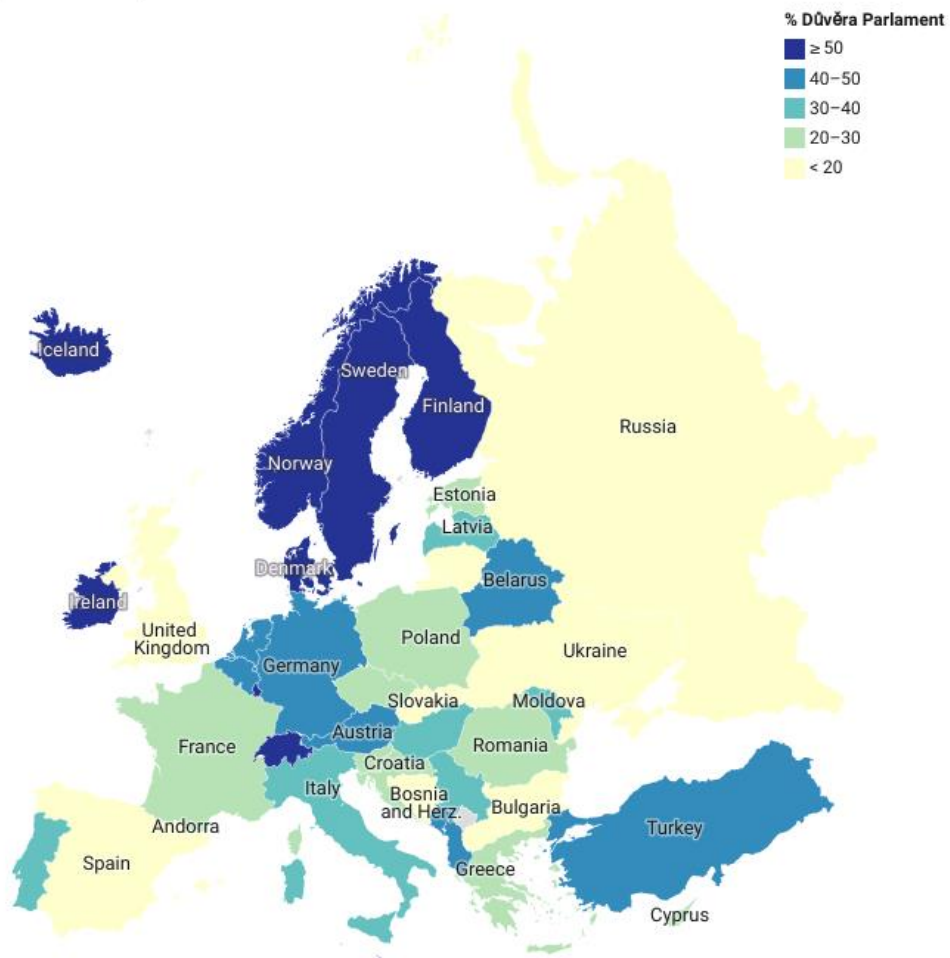 % Důvěra Parlament
≥ 50
40–50
30–40
20–30
< 20
Iceland
Sweden
Finland
Russia
Norway
Estonia
Latvia
Denmark
Belarus
Ireland
United
Kingdom
Poland
Ukraine
Germany
Slovakia
Moldova
Austria
France
Romania
Croatia
Italy
Bosnia
and Herz.
Bulgaria
Andorra
Turkey
Spain
Greece
Cyprus